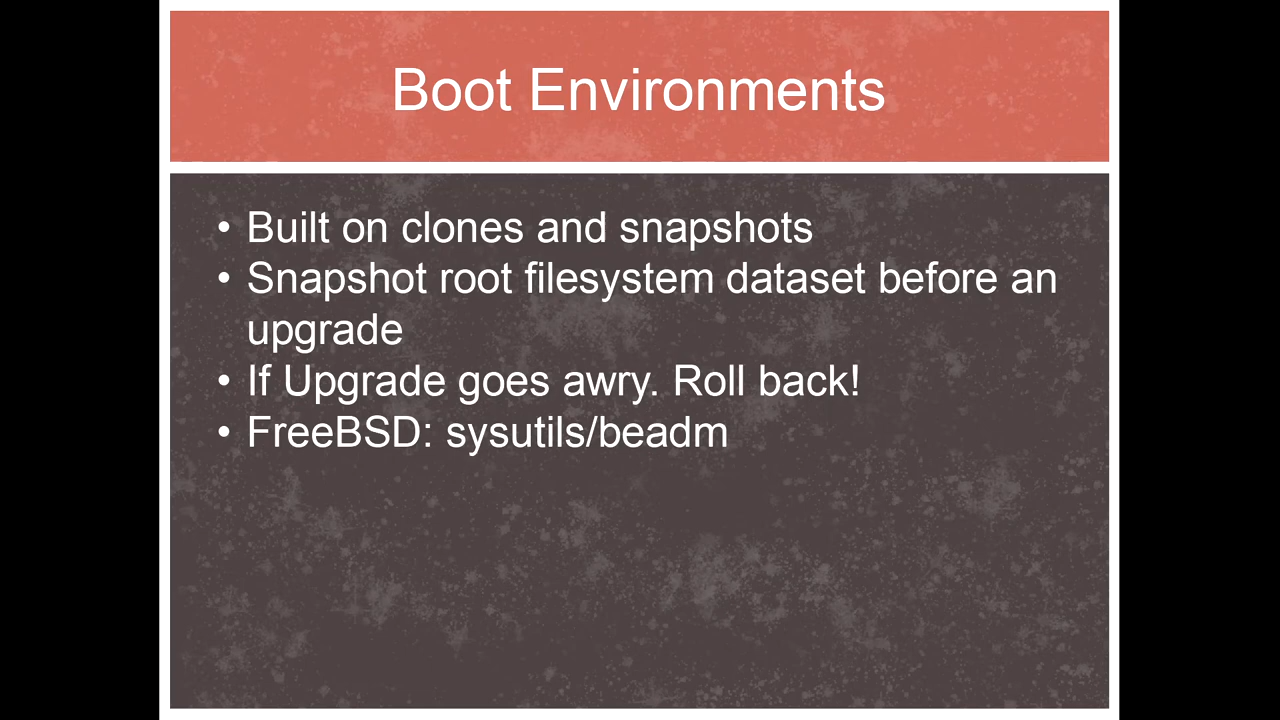 Boot Environments
• Built on clones and snapshots
• Snapshot root filesystem dataset before an
upgrade
• If Upgrade goes awry. Roll back!
• FreeBSD: sysutils/beadm